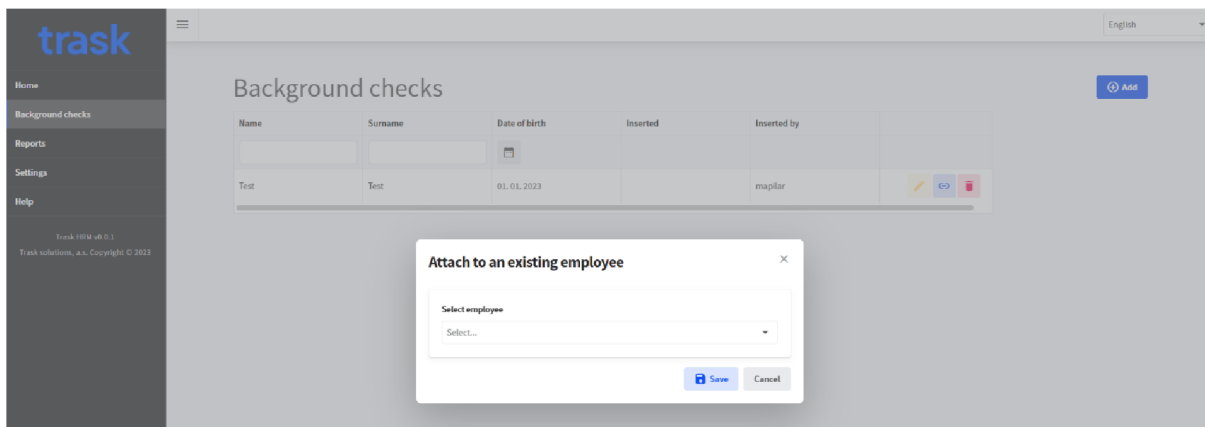 trask
English
Home
Background checks
Reports
Settings
Help
Trask HRM v0.0.1
Trask solutions, a.s. Copyright © 2023
Background checks
Add
Name Surname Date of birth Inserted Inserted by
Test Test 01. 01. 2023 mapilar
Attach to an existing employee
Select employee
Select...
Save Cancel